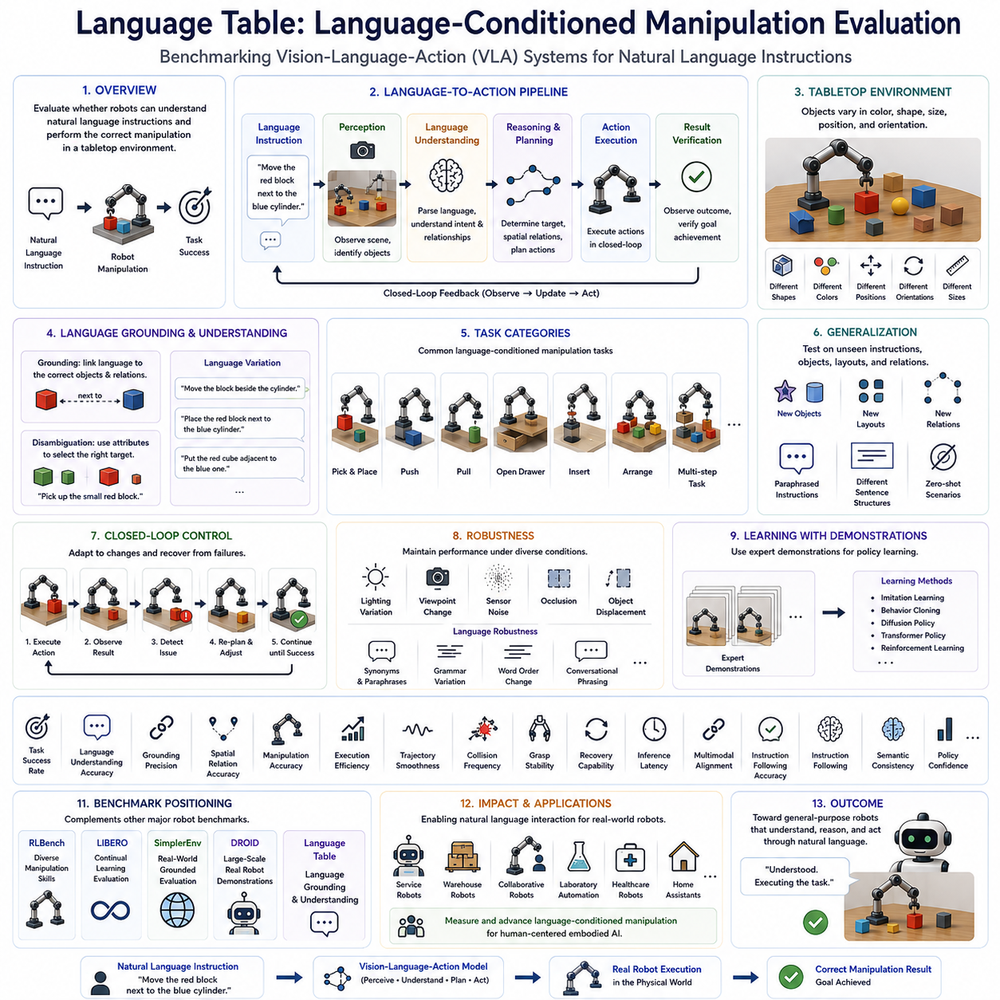 Language Table: Language-Conditioned Manipulation Evaluation
Benchmarking Vision-Language-Action (VLA) Systems for Natural Language Instructions
1. OVERVIEW
Evaluate whether robots can understand
natural language instructions and
perform the correct manipulation
in a tabletop environment.
Natural
Language
Instruction
Robot
Manipulation
Task
Success
2. LANGUAGE-TO-ACTION PIPELINE
Language
Instruction
"Move the
red block
next to the
blue cylinder."
Perception
Observe scene,
identify objects
Language
Understanding
Parse language,
understand intent &
relationships
Reasoning &
Planning
Determine target,
spatial relations,
plan actions
Action
Execution
Execute actions
in closed-loop
Result
Verification
Observe outcome,
verify goal
achievement
Closed-Loop Feedback (Observe → Update → Act)
3. TABLETOP ENVIRONMENT
Objects vary in color, shape, size,
position, and orientation.
Different
Shapes
Different
Colors
Different
Positions
Different
Orientations
Different
Sizes
4. LANGUAGE GROUNDING & UNDERSTANDING
Grounding: link language to
the correct objects & relations.
next to
Disambiguation: use attributes
to select the right target.
"Pick up the small red block."
Language Variation
"Move the block beside the cylinder."
"Place the red block next to
the blue cylinder."
"Put the red cube adjacent to
the blue one."
...
5. TASK CATEGORIES
Common language-conditioned manipulation tasks
Pick & Place
Push
Pull
Open Drawer
Insert
Arrange
Multi-step
Task
...
6. GENERALIZATION
Test on unseen instructions,
objects, layouts, and relations.
New Objects
New
Layouts
New
Relations
Paraphrased
Instructions
Different
Sentence
Structures
Zero-shot
Scenarios
7. CLOSED-LOOP CONTROL
Adapt to changes and recover from failures.
1. Execute
Action
2. Observe
Result
3. Detect
Issue
4. Re-plan &
Adjust
5. Continue
until Success
8. ROBUSTNESS
Maintain performance under diverse conditions.
Lighting
Variation
Viewpoint
Change
Sensor
Noise
Occlusion
Object
Displacement
Language Robustness
Synonyms
& Paraphrases
Grammar
Variation
Word Order
Change
Conversational
Phrasing
...
9. LEARNING WITH DEMONSTRATIONS
Use expert demonstrations for policy learning.
...
Expert
Demonstrations
Learning Methods
• Imitation Learning
• Behavior Cloning
• Diffusion Policy
• Transformer Policy
• Reinforcement Learning
...
Task
Success
Rate
Language
Understanding
Accuracy
Grounding
Precision
Spatial
Relation
Accuracy
Manipulation
Accuracy
Execution
Efficiency
Trajectory
Smoothness
Collision
Frequency
Grasp
Stability
Recovery
Capability
Inference
Latency
Multimodal
Alignment
Instruction
Following
Accuracy
Instruction
Following
Semantic
Consistency
Policy
Confidence
...
11. BENCHMARK POSITIONING
Complements other major robot benchmarks.
RLBench
Diverse
Manipulation
Skills
LIBERO
Continual
Learning
Evaluation
SimplerEnv
Real-World
Grounded
Evaluation
DROID
Large-Scale
Real Robot
Demonstrations
Language
Table
Language
Grounding
& Understanding
12. IMPACT & APPLICATIONS
Enabling natural language interaction for real-world robots.
Service
Robots
Warehouse
Robots
Collaborative
Robots
Laboratory
Automation
Healthcare
Robots
Home
Assistants
...
Measure and advance language-conditioned manipulation
for human-centered embodied AI.
13. OUTCOME
Toward general-purpose robots
that understand, reason, and act
through natural language.
"Understood.
Executing the task."
Natural Language Instruction
"Move the red block
next to the blue cylinder."
Vision-Language-Action Model
(Perceive • Understand • Plan • Act)
Real Robot Execution
in the Physical World
Correct Manipulation Result
Goal Achieved